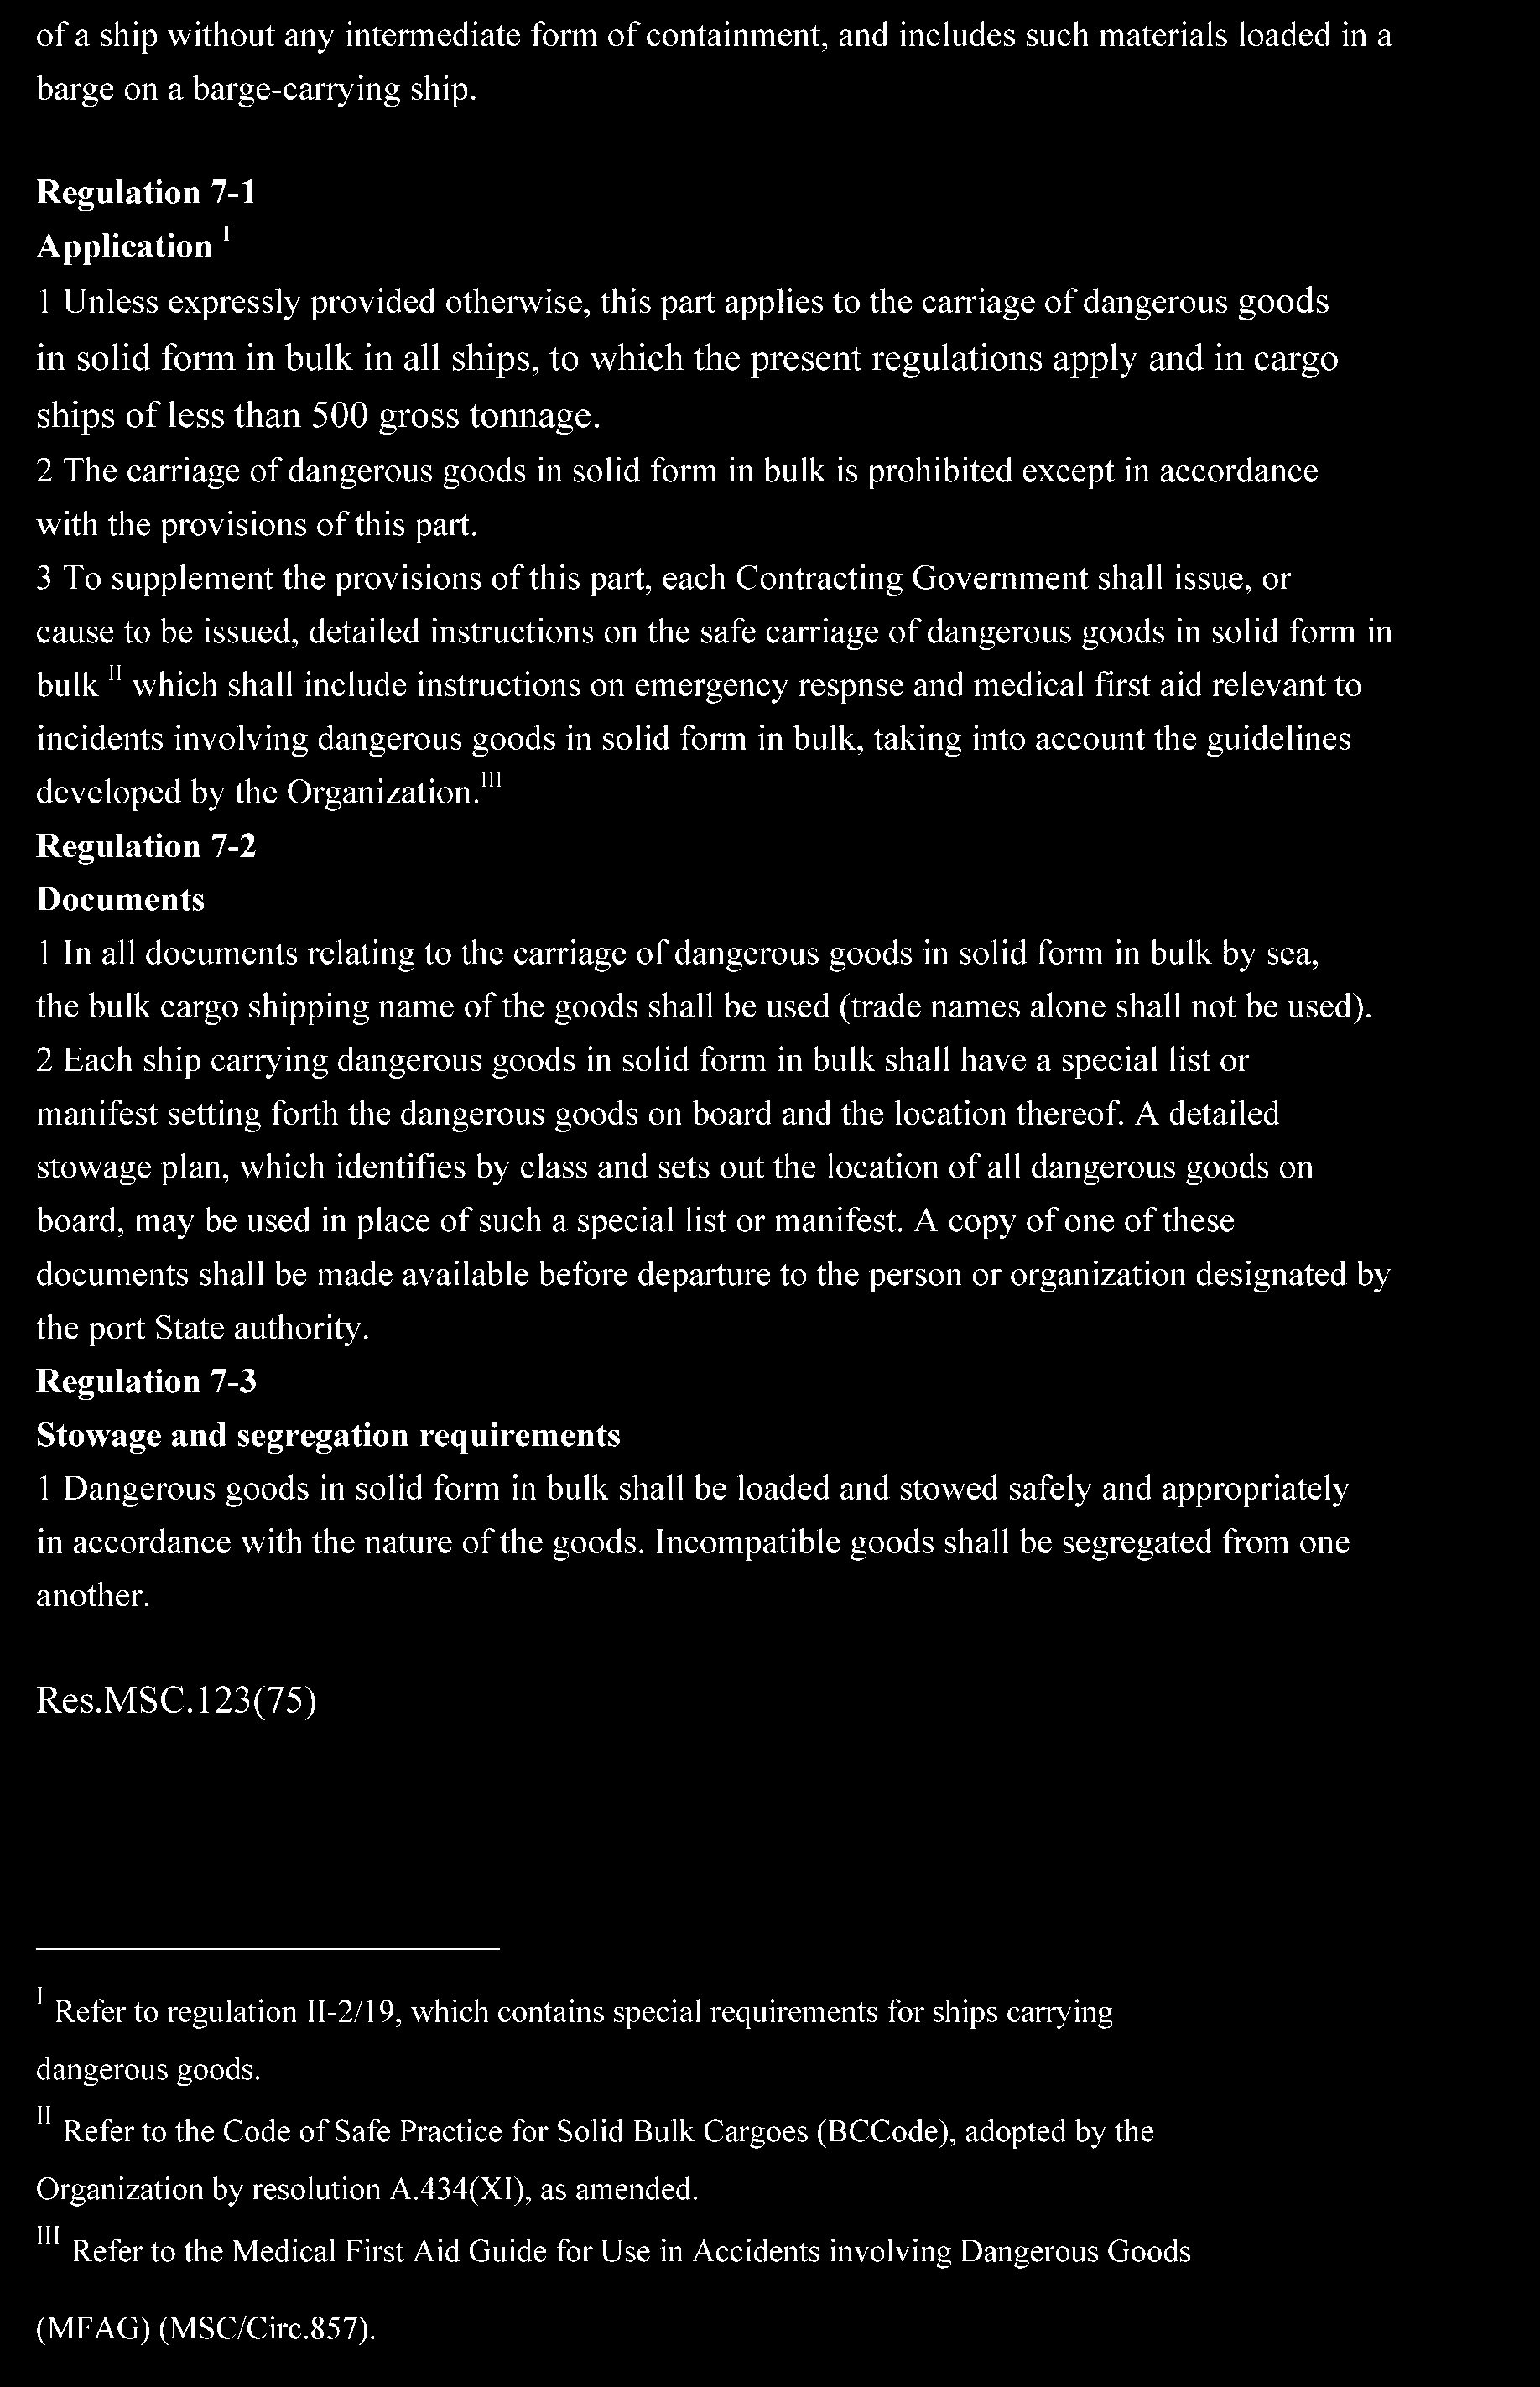 of a ship without any intermediate form of containment, and includes such materials loaded in a
barge on a barge-carrying ship.
Regulation 7-1
Application I
1 Unless expressly provided otherwise, this part applies to the carriage of dangerous goods
in solid form in bulk in all ships, to which the present regulations apply and in cargo
ships of less than 500 gross tonnage.
2 The carriage of dangerous goods in solid form in bulk is prohibited except in accordance
with the provisions of this part.
3 To supplement the provisions of this part, each Contracting Government shall issue, or
cause to be issued, detailed instructions on the safe carriage of dangerous goods in solid form in
bulk II which shall include instructions on emergency respnse and medical first aid relevant to
incidents involving dangerous goods in solid form in bulk, taking into account the guidelines
developed by the Organization.III
Regulation 7-2
Documents
1 In all documents relating to the carriage of dangerous goods in solid form in bulk by sea,
the bulk cargo shipping name of the goods shall be used (trade names alone shall not be used).
2 Each ship carrying dangerous goods in solid form in bulk shall have a special list or
manifest setting forth the dangerous goods on board and the location thereof. A detailed
stowage plan, which identifies by class and sets out the location of all dangerous goods on
board, may be used in place of such a special list or manifest. A copy of one of these
documents shall be made available before departure to the person or organization designated by
the port State authority.
Regulation 7-3
Stowage and segregation requirements
1 Dangerous goods in solid form in bulk shall be loaded and stowed safely and appropriately
in accordance with the nature of the goods. Incompatible goods shall be segregated from one
another.
Res.MSC.123(75)
I Refer to regulation II-2/19, which contains special requirements for ships carrying
dangerous goods.
II Refer to the Code of Safe Practice for Solid Bulk Cargoes (BCCode), adopted by the
Organization by resolution A.434(XI), as amended.
III Refer to the Medical First Aid Guide for Use in Accidents involving Dangerous Goods
(MFAG) (MSC/Circ.857).